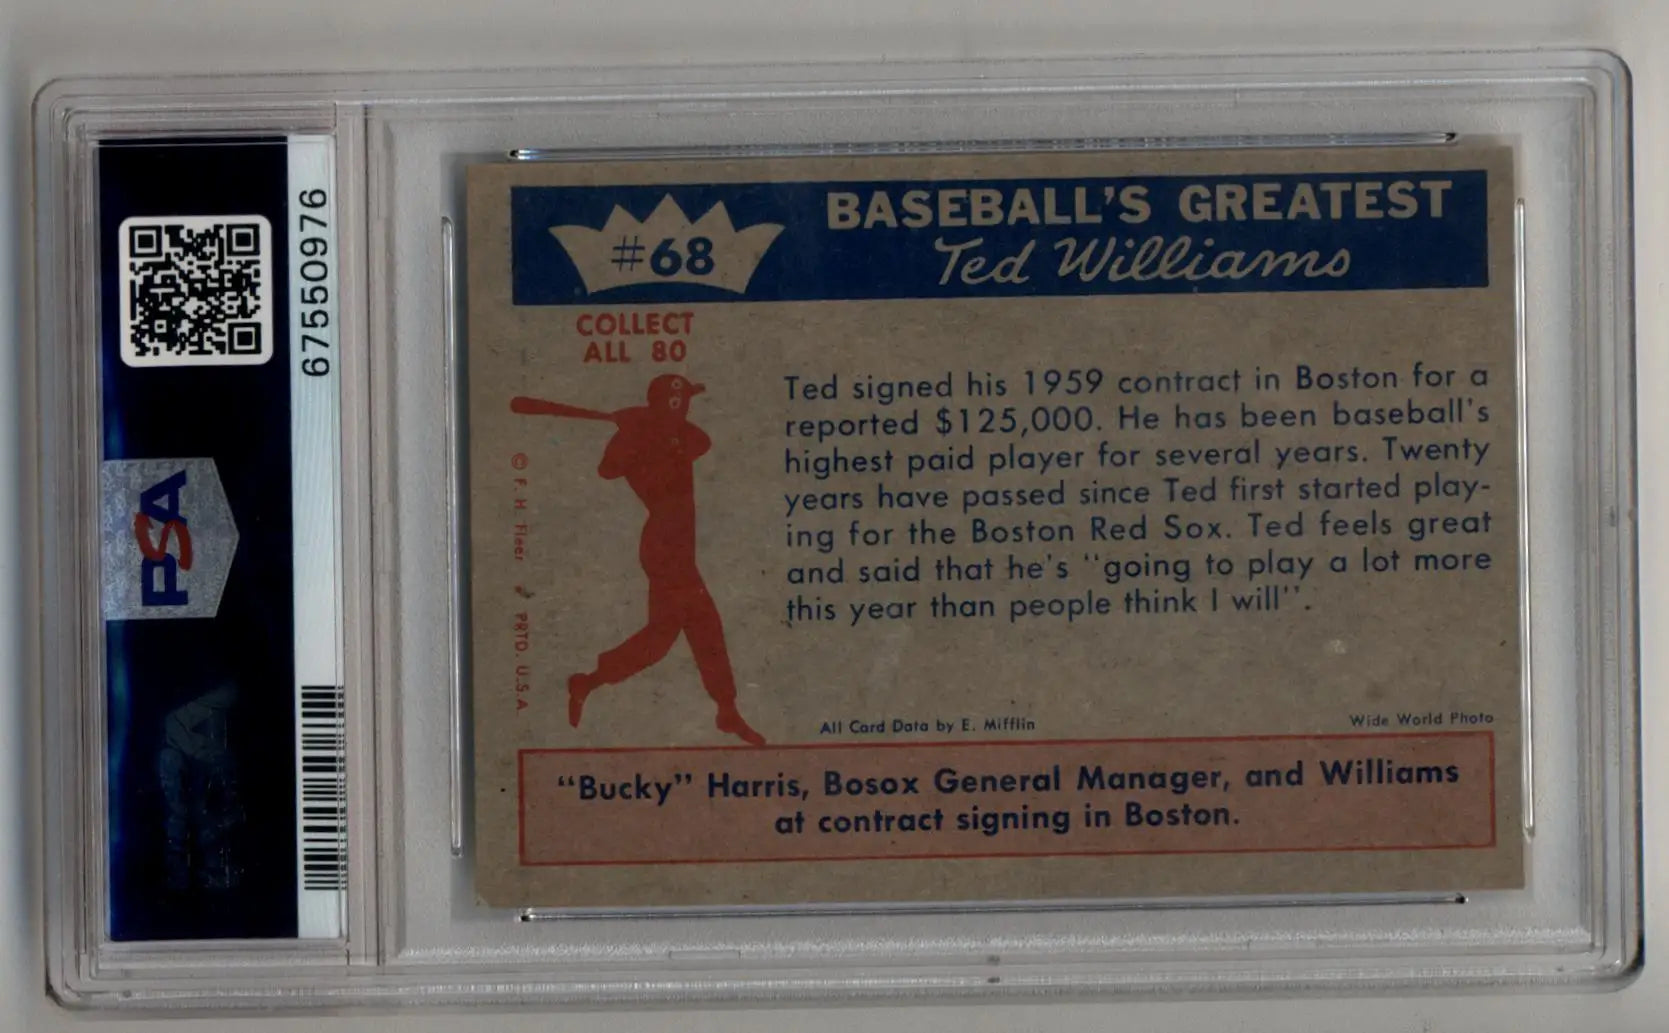 67550976
PSA
#68
BASEBALL'S GREATEST
Ted Williams
COLLECT
ALL 80
© F. H. Fleer
PRTD. U.S.A.
Ted signed his 1959 contract in Boston for a
reported $125,000. He has been baseball's
highest paid player for several years. Twenty
years have passed since Ted first started play-
ing for the Boston Red Sox. Ted feels great
and said that he's "going to play a lot more
this year than people think I will".
All Card Data by E. Mifflin
Wide World Photo
"Bucky" Harris, Bosox General Manager, and Williams
at contract signing in Boston.